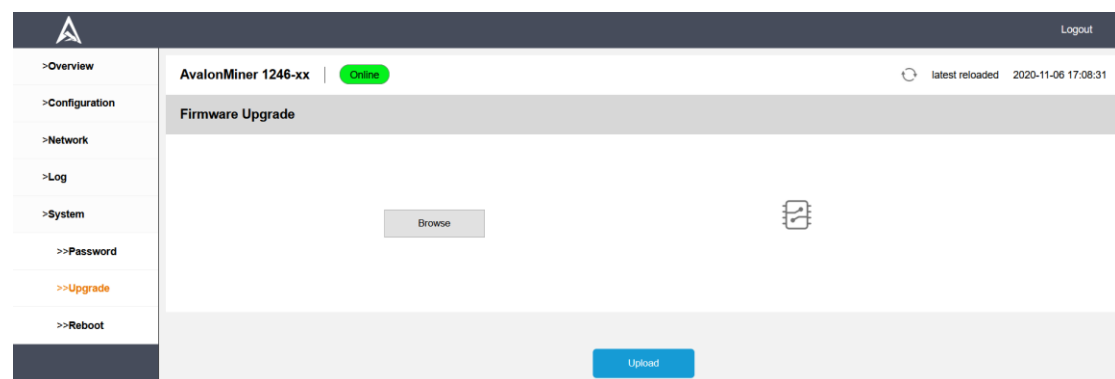 Logout
>Overview
AvalonMiner 1246-xx | Online latest reloaded 2020-11-06 17:08:31
>Configuration
Firmware Upgrade
>Network
>Log
>System
Browse
>>Password
>>Upgrade
>>Reboot
Upload